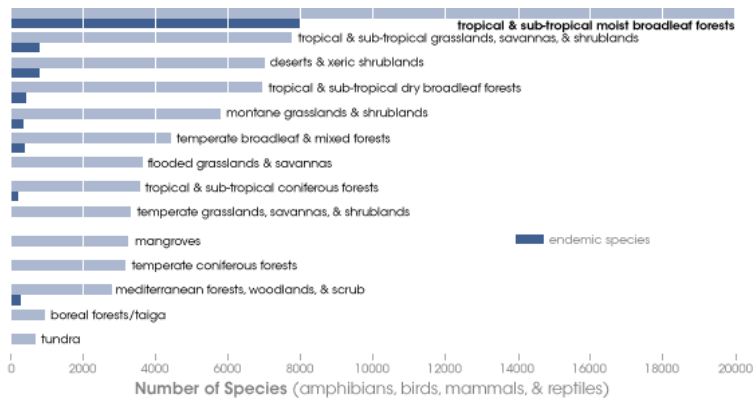 tropical & sub-tropical moist broadleaf forests
tropical & sub-tropical grasslands, savannas, & shrublands
deserts & xeric shrublands
tropical & sub-tropical dry broadleaf forests
montane grasslands & shrublands
temperate broadleaf & mixed forests
flooded grasslands & savannas
tropical & sub-tropical coniferous forests
temperate grasslands, savannas, & shrublands
mangroves
endemic species
temperate coniferous forests
mediterranean forests, woodlands, & scrub
boreal forests/taiga
tundra
0 2000 4000 6000 8000 10000 12000 14000 16000 18000 20000
Number of Species (amphibians, birds, mammals, & reptiles)